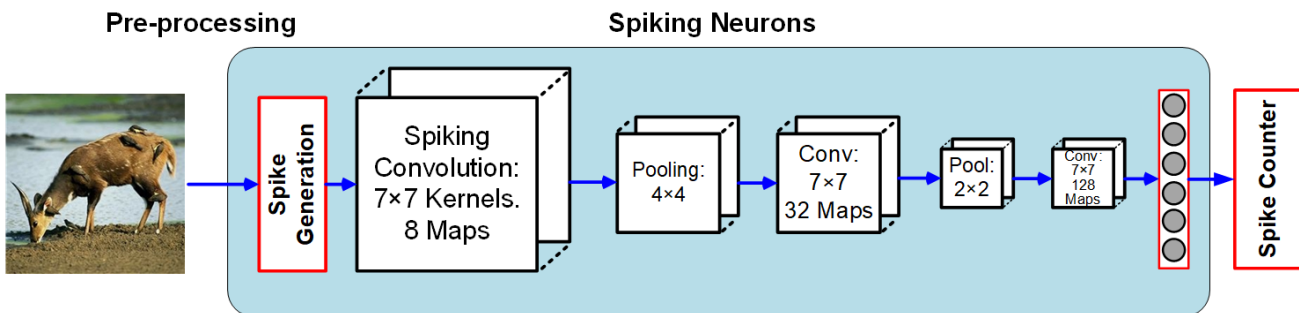 Pre-processing
Spiking Neurons
Spike
Generation
Spiking
Convolution:
7×7 Kernels.
8 Maps
Pooling:
4×4
Conv:
7×7
32 Maps
Pool:
2×2
Conv:
7×7
128
Maps
Spike Counter